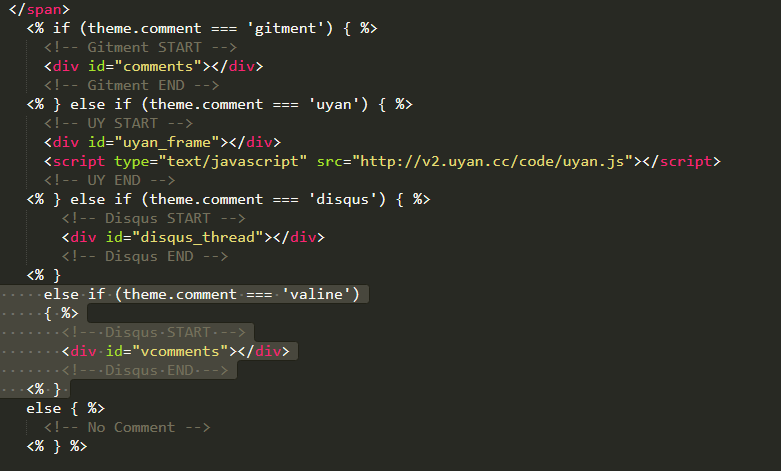 </span>
<% if (theme.comment === 'gitment') { %>
<!-- Gitment START -->
<div id="comments"></div>
<!-- Gitment END -->
<% } else if (theme.comment === 'uyan') { %>
<!-- UY START -->
<div id="uyan_frame"></div>
<script type="text/javascript" src="http://v2.uyan.cc/code/uyan.js"></script>
<!-- UY END -->
<% } else if (theme.comment === 'disqus') { %>
<!-- Disqus START -->
<div id="disqus_thread"></div>
<!-- Disqus END -->
<% }
else if (theme.comment === 'valine')
{ %>
<!-- Disqus START -->
<div id="vcomments"></div>
<!-- Disqus END -->
<% }
else { %>
<!-- No Comment -->
<% } %>